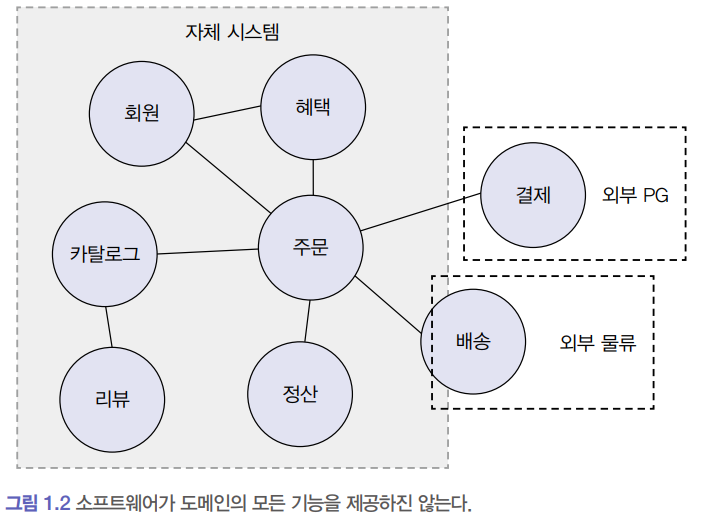 자체 시스템
회원
혜택
결제
외부 PG
카탈로그
주문
배송
외부 물류
리뷰
정산
그림 1.2 소프트웨어가 도메인의 모든 기능을 제공하진 않는다.